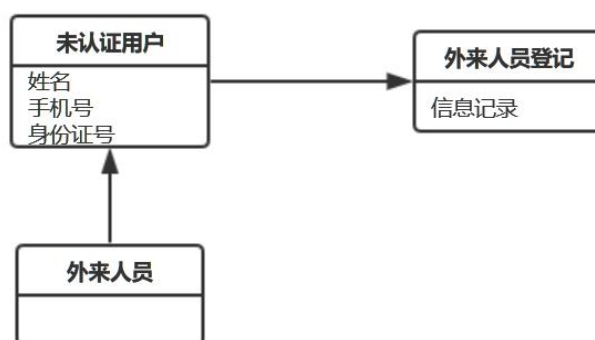 未认证用户
姓名
手机号
身份证号
外来人员登记
信息记录
外来人员